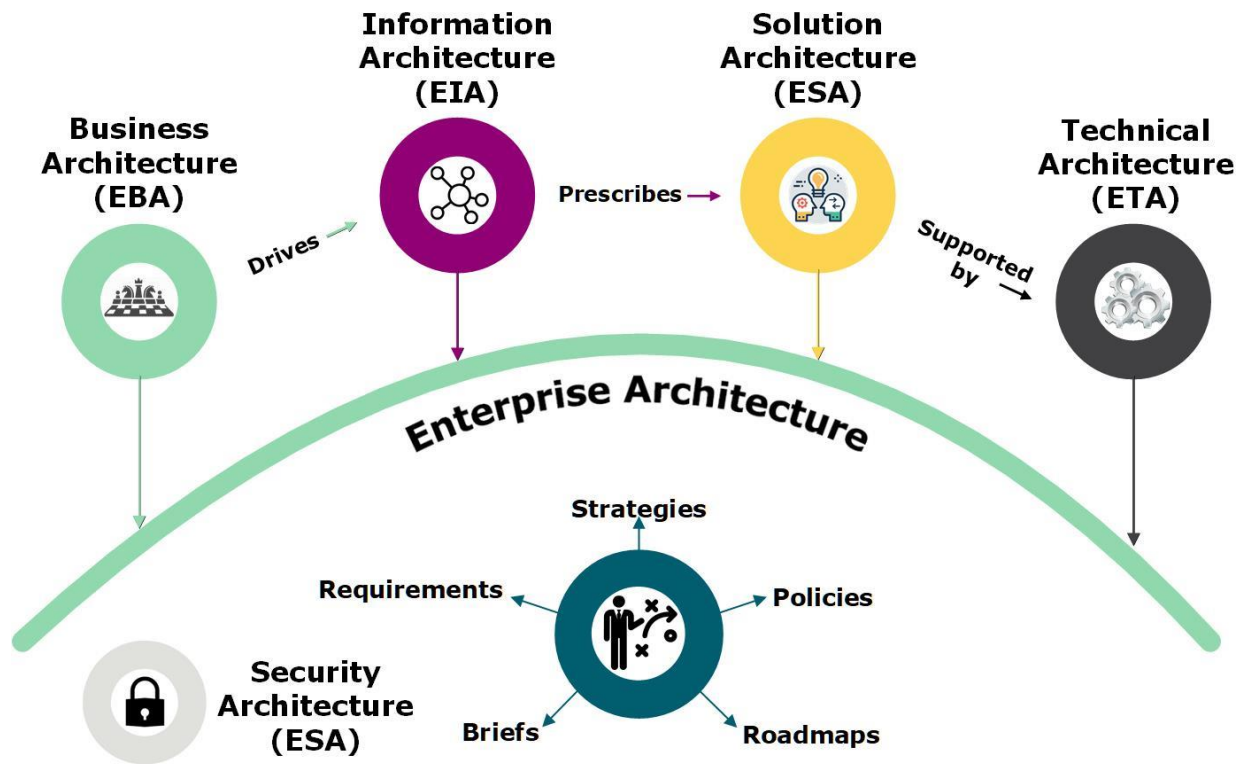 Business
Architecture
(EBA)
Drives
Information
Architecture
(EIA)
Prescribes
Solution
Architecture
(ESA)
Supported
by
Technical
Architecture
(ETA)
Enterprise Architecture
Strategies
Requirements
Policies
Briefs
Roadmaps
Security
Architecture
(ESA)